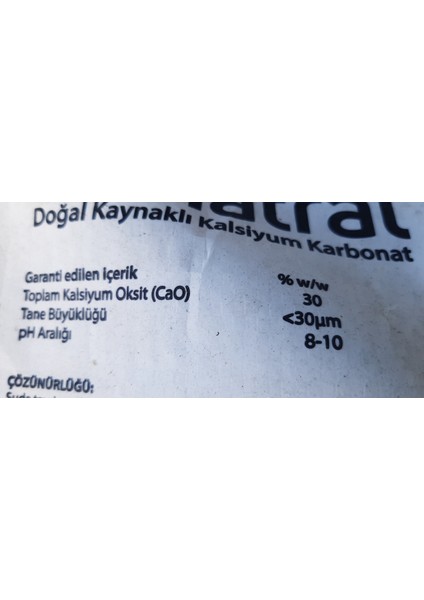 Doğal Kaynaklı Kalsiyum Karbonat
Garanti edilen içerik % w/w
Toplam Kalsiyum Oksit (CaO) 30
Tane Büyüklüğü <30µm
pH Aralığı 8-10
ÇÖZÜNÜRLÜĞÜ: